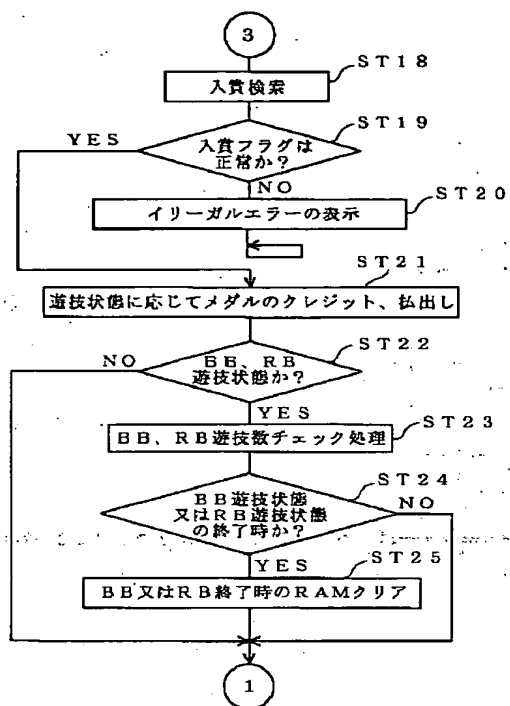 3
ST18
入賞検索
ST19
YES
入賞フラグは
正常か?
NO
ST20
イリーガルエラーの表示
ST21
遊技状態に応じてメダルのクレジット、払出し
ST22
NO
BB、RB
遊技状態か?
YES
ST23
BB、RB遊技数チェック処理
ST24
BB遊技状態
又はRB遊技状態
の終了時か?
NO
YES
ST25
BB又はRB終了時のRAMクリア
1